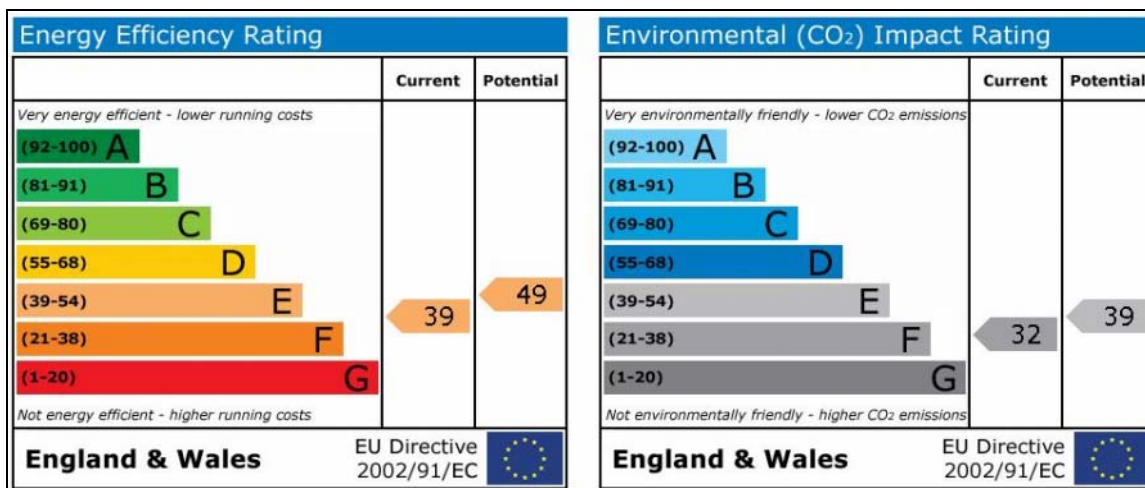 Energy Efficiency Rating
Current Potential
Very energy efficient - lower running costs
(92-100) A
(81-91) B
(69-80) C
(55-68) D
(39-54) E
(21-38) F
(1-20) G
39
49
Not energy efficient - higher running costs
England & Wales
EU Directive
2002/91/EC
Environmental (CO2) Impact Rating
Current Potential
Very environmentally friendly - lower CO2 emissions
(92-100) A
(81-91) B
(69-80) C
(55-68) D
(39-54) E
(21-38) F
(1-20) G
32
39
Not environmentally friendly - higher CO2 emissions
England & Wales
EU Directive
2002/91/EC